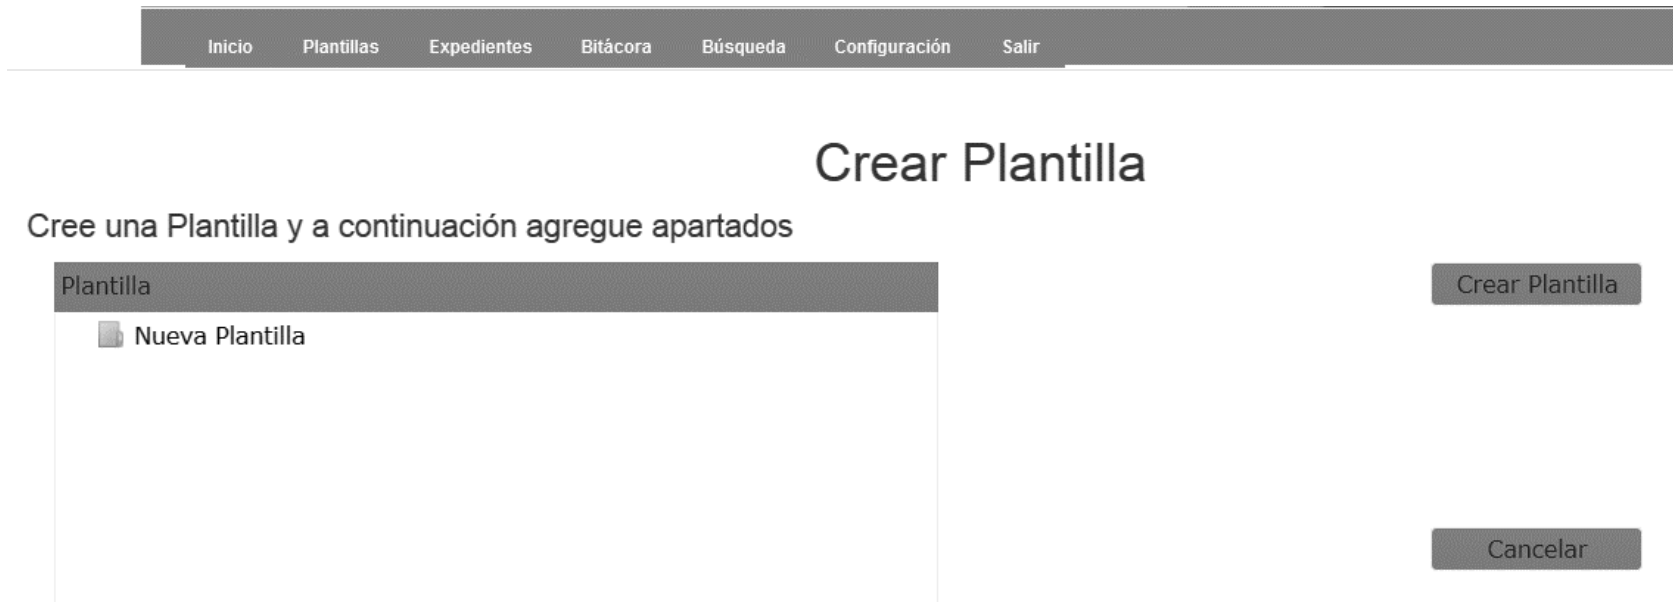 Inicio Plantillas Expedientes Bitácora Búsqueda Configuración Salir
Crear Plantilla
Cree una Plantilla y a continuación agregue apartados
Plantilla
Crear Plantilla
Nueva Plantilla
Cancelar